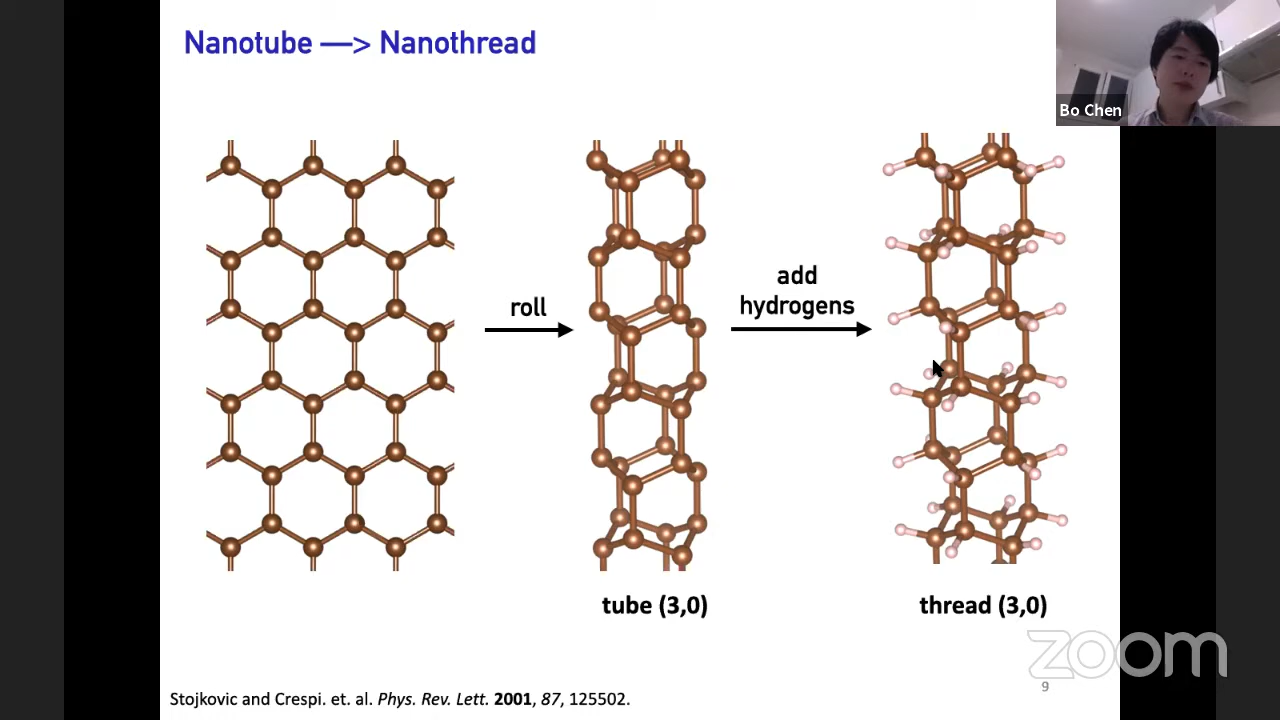 Nanotube —> Nanothread
Bo Chen
roll
add
hydrogens
tube (3,0)
thread (3,0)
zoom
9
Stojkovic and Crespi. et. al. Phys. Rev. Lett. 2001, 87, 125502.